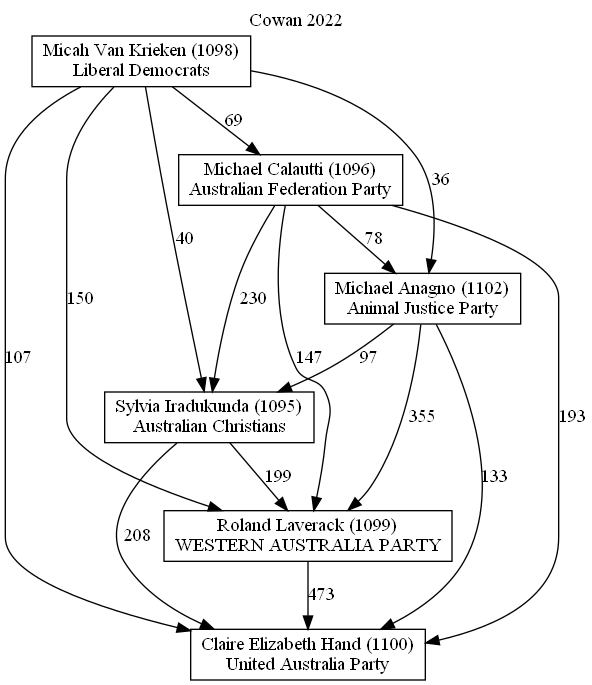 Cowan 2022
Micah Van Krieken (1098)
Liberal Democrats
69
Michael Calautti (1096)
Australian Federation Party
36
40
78
Michael Anagno (1102)
Animal Justice Party
150
230
107
147
97
Sylvia Iradukunda (1095)
Australian Christians
355
193
199
133
208
Roland Laverack (1099)
WESTERN AUSTRALIA PARTY
473
Claire Elizabeth Hand (1100)
United Australia Party